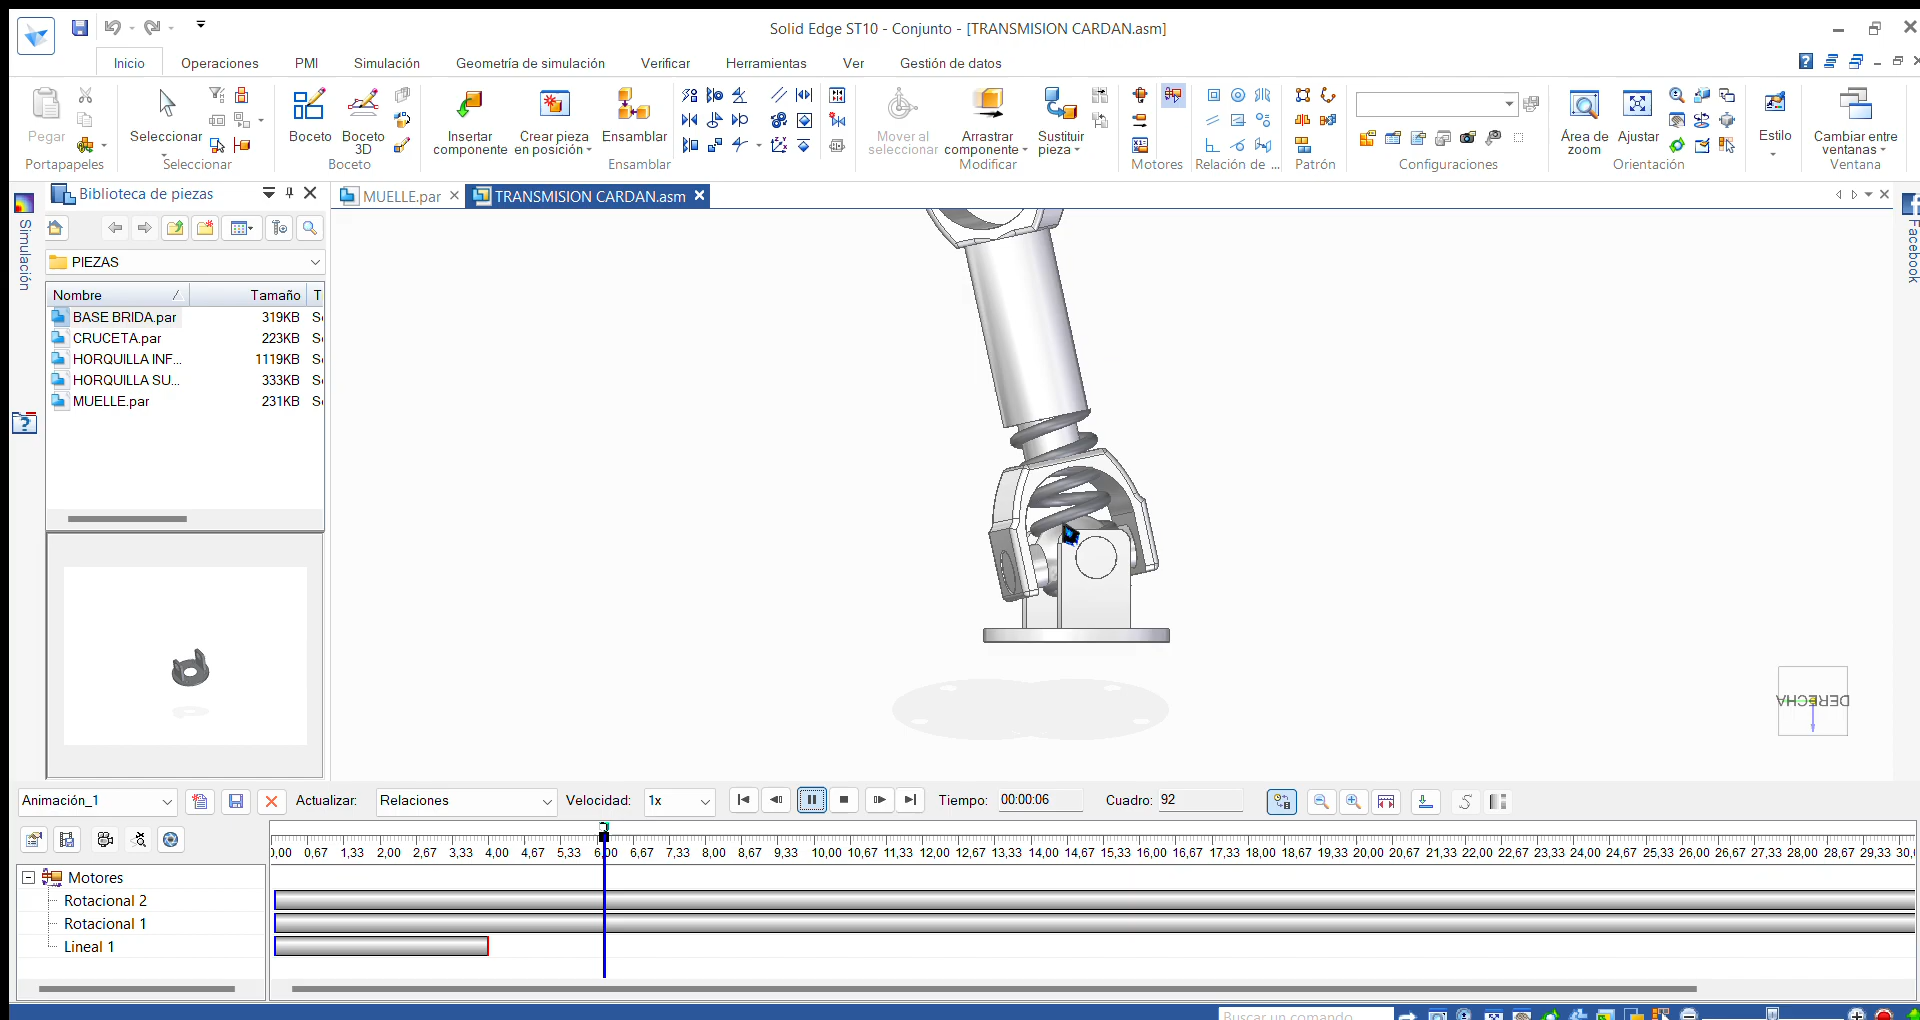 Solid Edge ST10 - Conjunto - [TRANSMISION CARDAN.asm]
Inicio Operaciones PMI Simulación Geometría de simulación Verificar Herramientas Ver Gestión de datos
Pegar Seleccionar Boceto Boceto 3D Insertar componente Crear pieza en posición Ensamblar Mover al seleccionar Arrastrar componente Sustituir pieza Área de zoom Ajustar Estilo Cambiar entre ventanas
Portapapeles Seleccionar Boceto Ensamblar Modificar Motores Relación de ... Patrón Configuraciones Orientación Ventana
Biblioteca de piezas
MUELLE.par TRANSMISION CARDAN.asm
Simulación
Facebook
PIEZAS
Nombre Tamaño T
BASE BRIDA.par 319KB
CRUCETA.par 223KB
HORQUILLA INF... 1119KB
HORQUILLA SU... 333KB
MUELLE.par 231KB
DERECHA
Animación_1 Actualizar: Relaciones Velocidad: 1x Tiempo: 00:00:06 Cuadro: 92
0,00 0,67 1,33 2,00 2,67 3,33 4,00 4,67 5,33 6,00 6,67 7,33 8,00 8,67 9,33 10,00 10,67 11,33 12,00 12,67 13,33 14,00 14,67 15,33 16,00 16,67 17,33 18,00 18,67 19,33 20,00 20,67 21,33 22,00 22,67 23,33 24,00 24,67 25,33 26,00 26,67 27,33 28,00 28,67 29,33 30,
Motores
Rotacional 2
Rotacional 1
Lineal 1
Buscar un comando